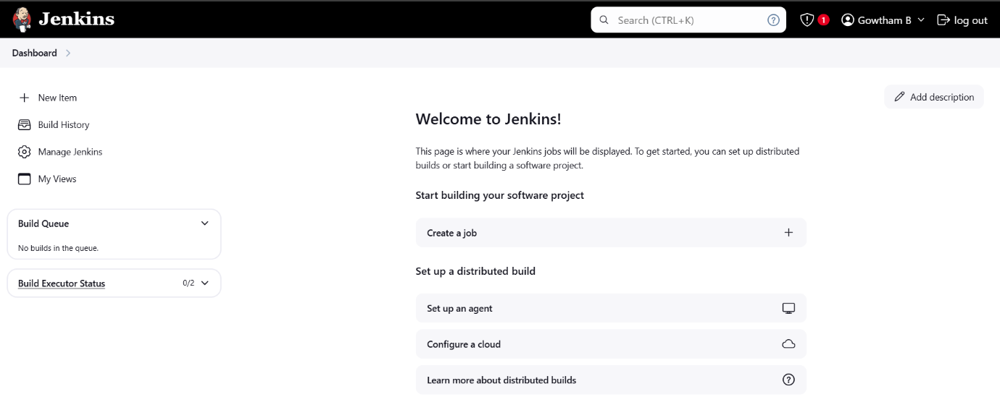 Jenkins
Search (CTRL+K)
?
1
Gowtham B
log out
Dashboard
New Item
Build History
Manage Jenkins
My Views
Build Queue
No builds in the queue.
Build Executor Status 0/2
Add description
Welcome to Jenkins!
This page is where your Jenkins jobs will be displayed. To get started, you can set up distributed
builds or start building a software project.
Start building your software project
Create a job
Set up a distributed build
Set up an agent
Configure a cloud
Learn more about distributed builds
?